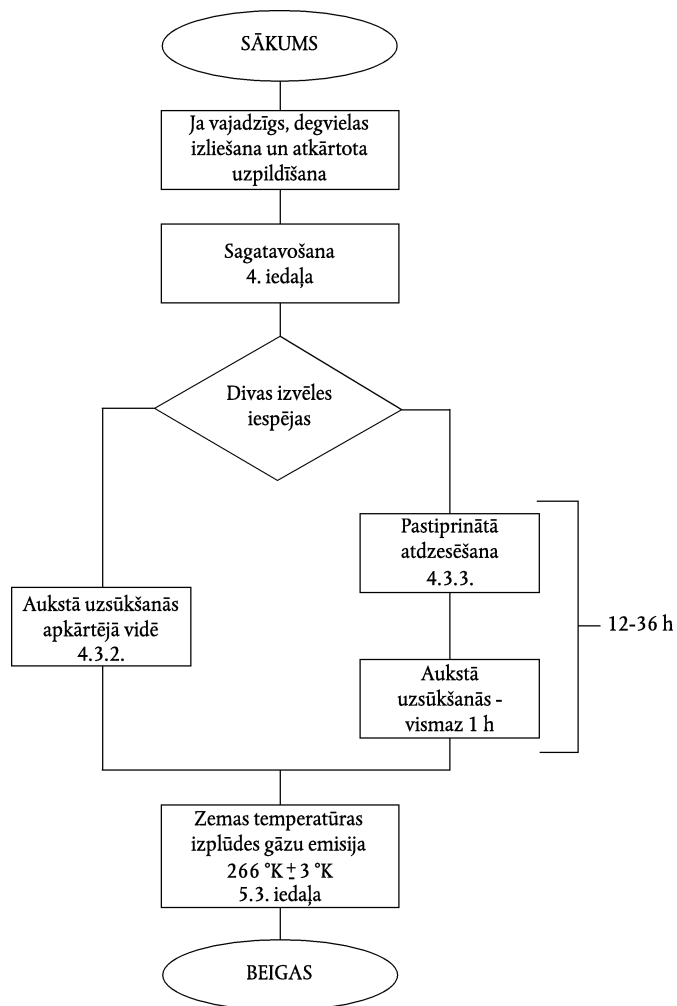 SĀKUMS
Ja vajadzīgs, degvielas
izliešana un atkārtota
uzpildīšana
Sagatavošana
4. iedaļa
Divas izvēles
iespējas
Pastiprinātā
atdzesēšana
4.3.3.
Aukstā uzsūkšanās
apkārtējā vidē
4.3.2.
12-36 h
Aukstā
uzsūkšanās -
vismaz 1 h
Zemas temperatūras
izplūdes gāzu emisija
266 °K ± 3 °K
5.3. iedaļa
BEIGAS